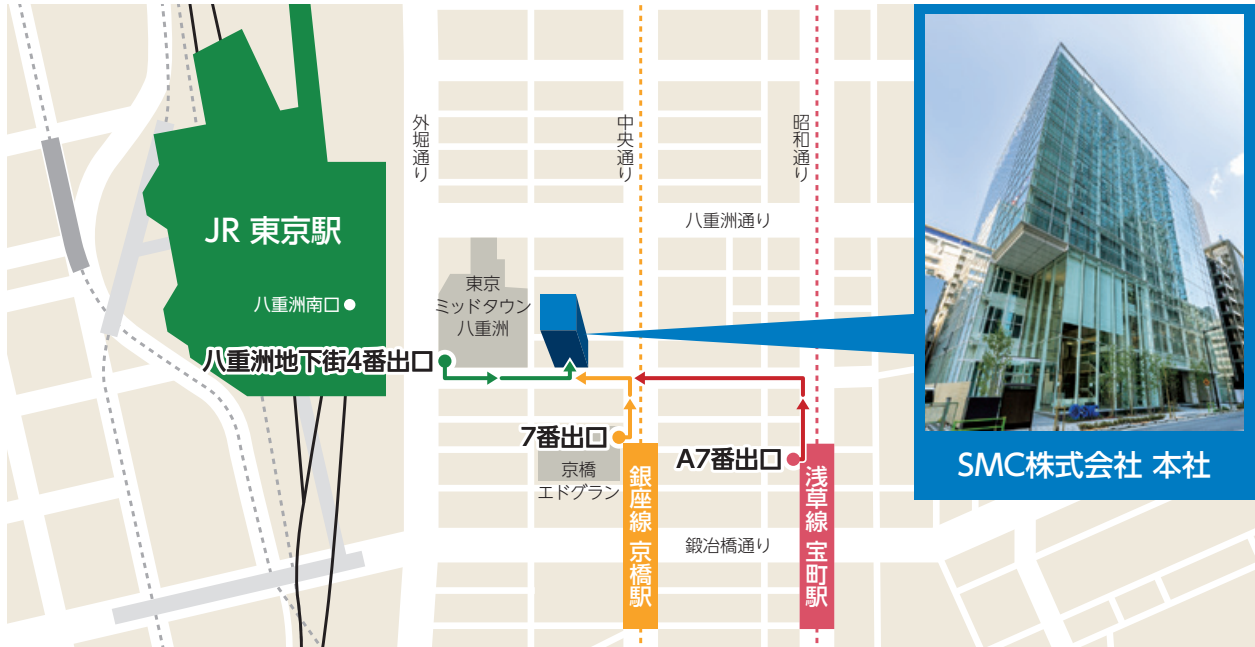 外堀通り
中央通り
昭和通り
八重洲通り
JR 東京駅
八重洲南口
東京
ミッドタウン
八重洲
八重洲地下街4番出口
7番出口
A7番出口
京橋
エドグラン
銀座線 京橋駅
浅草線 宝町駅
鍛冶橋通り
SMC株式会社 本社